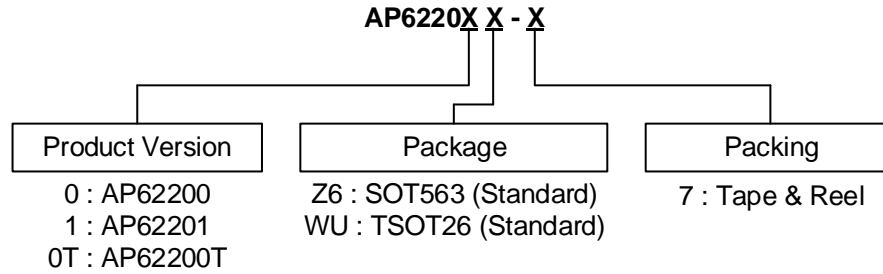 AP6220X X - X
Product Version
0 : AP62200
1 : AP62201
0T : AP62200T
Package
Z6 : SOT563 (Standard)
WU : TSOT26 (Standard)
Packing
7 : Tape & Reel